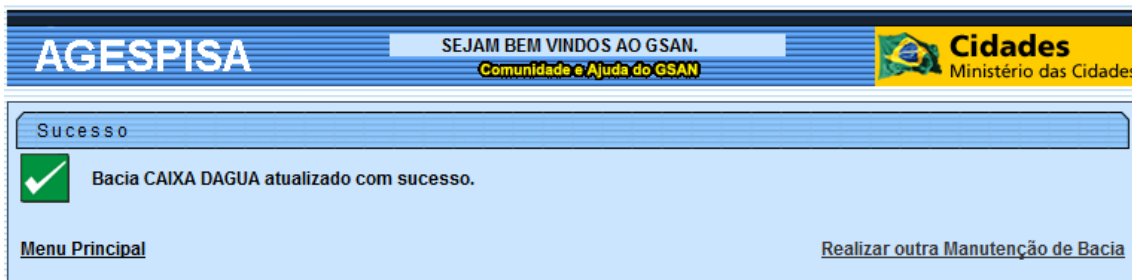 AGESPISA
SEJAM BEM VINDOS AO GSAN.
Comunidade e Ajuda do GSAN
Cidades
Ministério das Cidades
Sucesso
Bacia CAIXA DAGUA atualizado com sucesso.
Menu Principal
Realizar outra Manutenção de Bacia